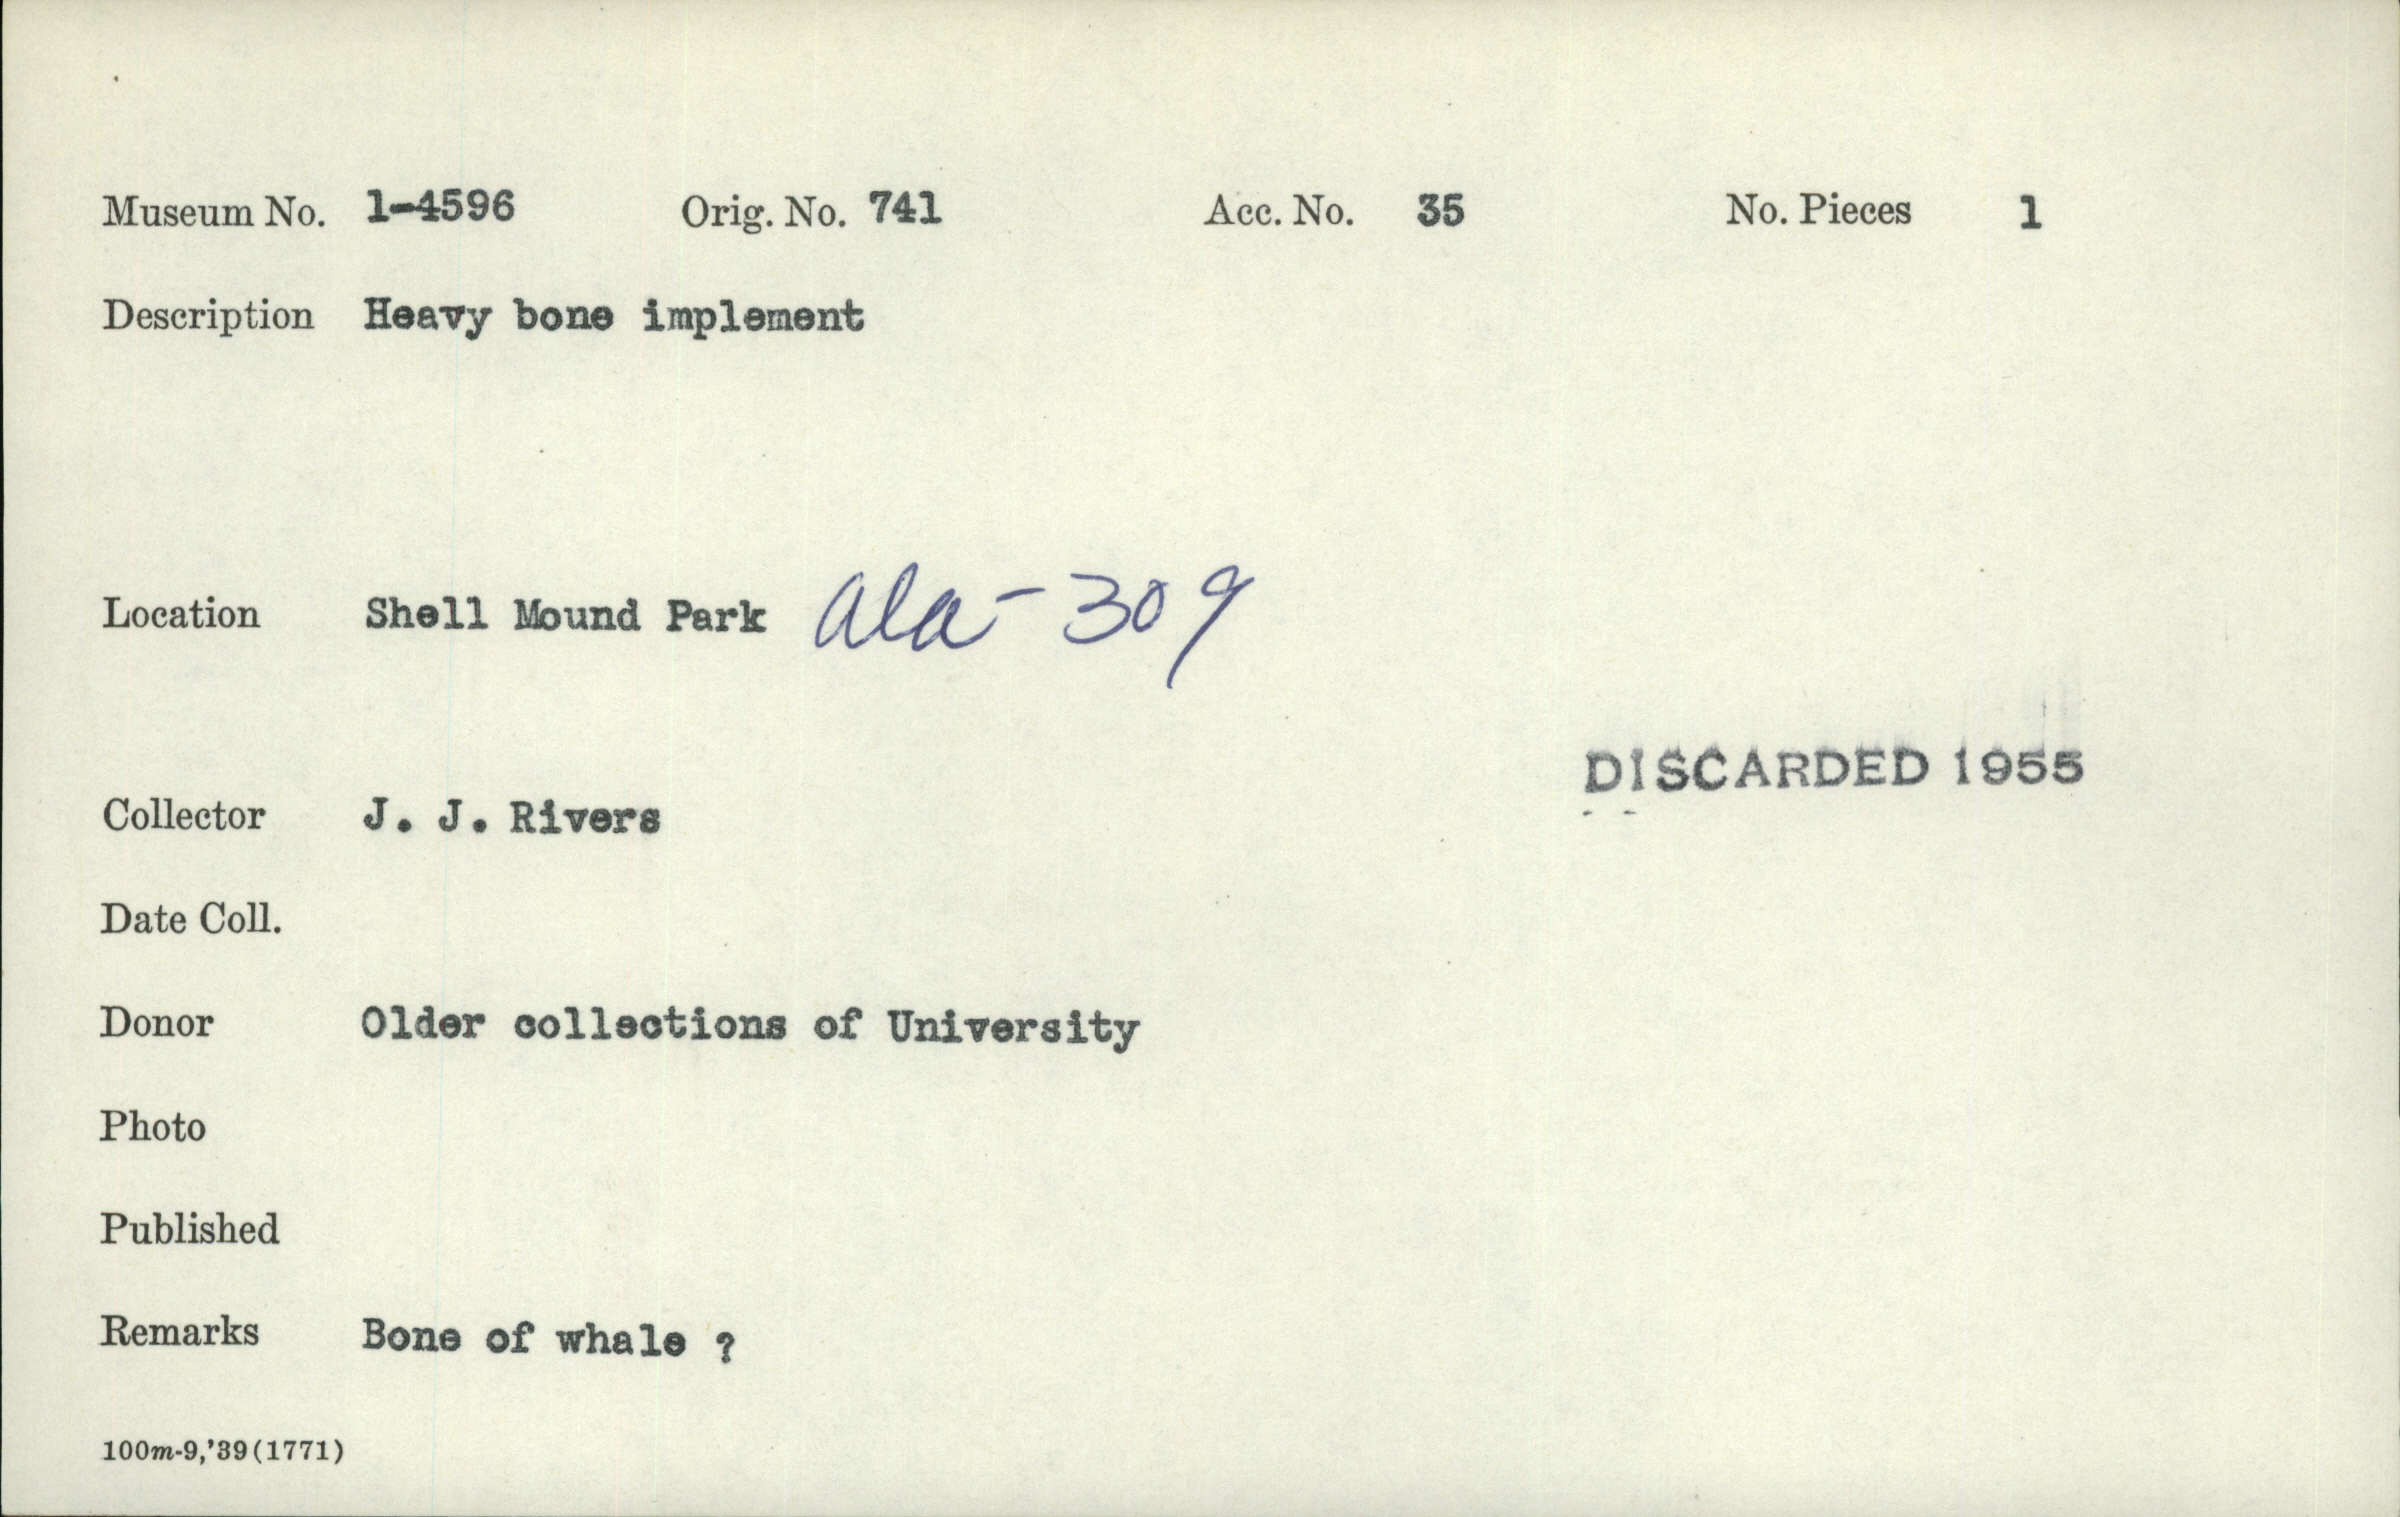 Museum No. 1-4596 Orig. No. 741 Acc. No. 35 No. Pieces 1
Description Heavy bone implement
Location Shell Mound Park ala-309
DISCARDED 1955
Collector J. J. Rivers
Date Coll.
Donor Older collections of University
Photo
Published
Remarks Bone of whale ?
100m-9,'39(1771)